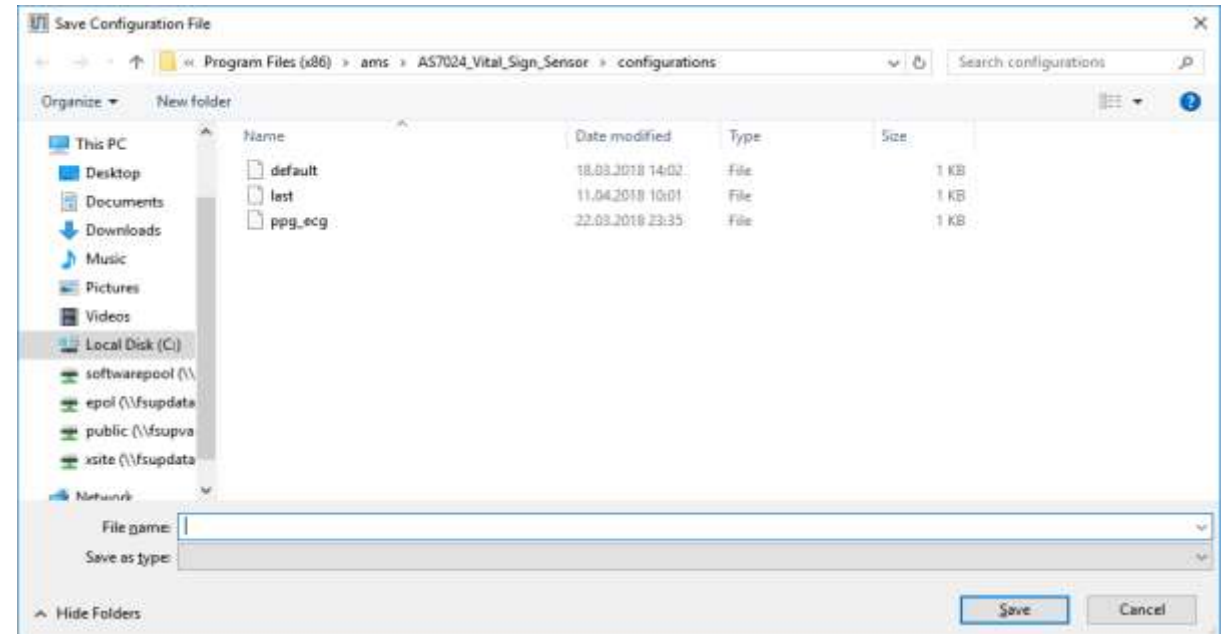 Save Configuration File
« Program Files (x86) › ams › AS7024_Vital_Sign_Sensor › configurations
Search configurations
Organize
New folder
Name Date modified Type Size
This PC
Desktop
Documents
Downloads
Music
Pictures
Videos
Local Disk (C:)
softwarepool (\\
epol (\\fsupdata
public (\\fsupva
xsite (\\fsupdata
Network
default 18.03.2018 14:02 File 1 KB
last 11.04.2018 10:01 File 1 KB
ppg_ecg 22.03.2018 23:35 File 1 KB
File name:
Save as type:
Hide Folders
Save
Cancel